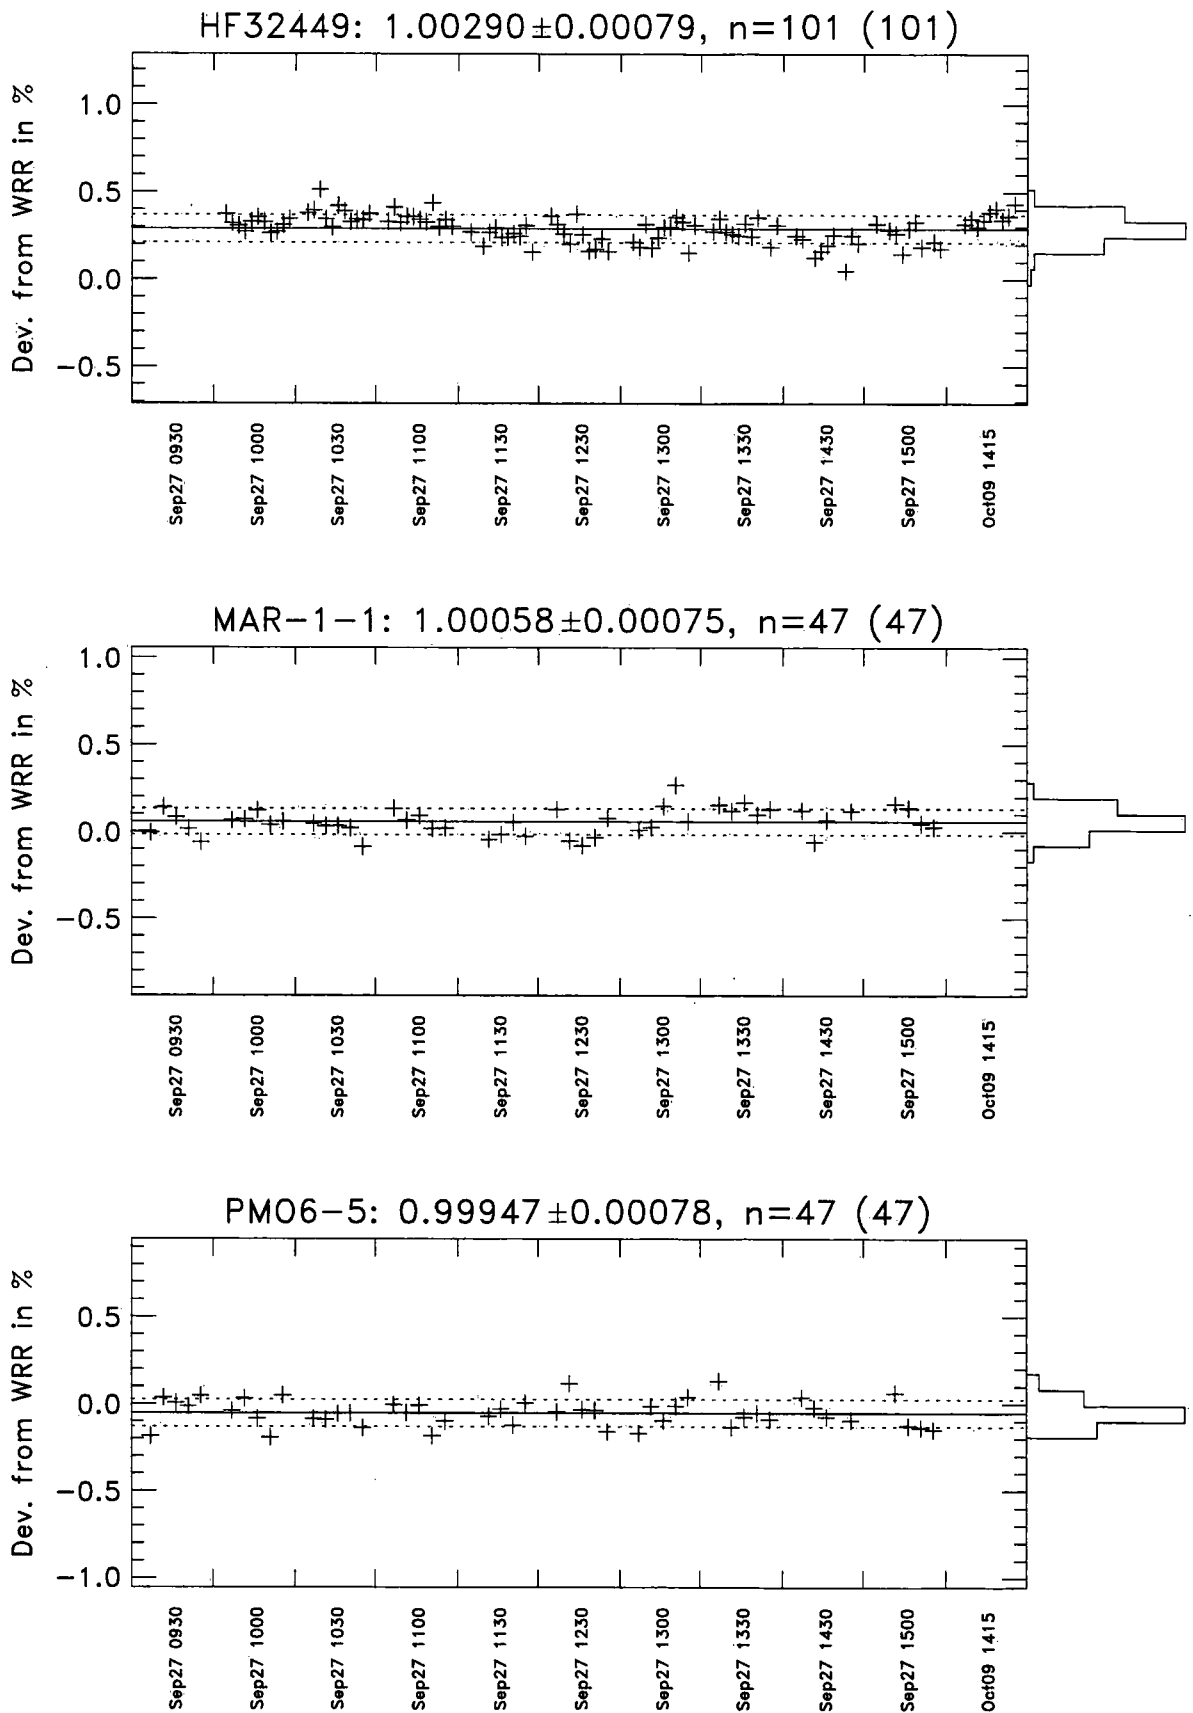 HF32449: 1.00290±0.00079, n=101 (101)
Dev. from WRR in %
1.0
0.5
0.0
−0.5
Sep27 0930
Sep27 1000
Sep27 1030
Sep27 1100
Sep27 1130
Sep27 1230
Sep27 1300
Sep27 1330
Sep27 1430
Sep27 1500
Oct09 1415
MAR−1−1: 1.00058±0.00075, n=47 (47)
Dev. from WRR in %
1.0
0.5
0.0
−0.5
Sep27 0930
Sep27 1000
Sep27 1030
Sep27 1100
Sep27 1130
Sep27 1230
Sep27 1300
Sep27 1330
Sep27 1430
Sep27 1500
Oct09 1415
PMO6−5: 0.99947±0.00078, n=47 (47)
Dev. from WRR in %
0.5
0.0
−0.5
−1.0
Sep27 0930
Sep27 1000
Sep27 1030
Sep27 1100
Sep27 1130
Sep27 1230
Sep27 1300
Sep27 1330
Sep27 1430
Sep27 1500
Oct09 1415